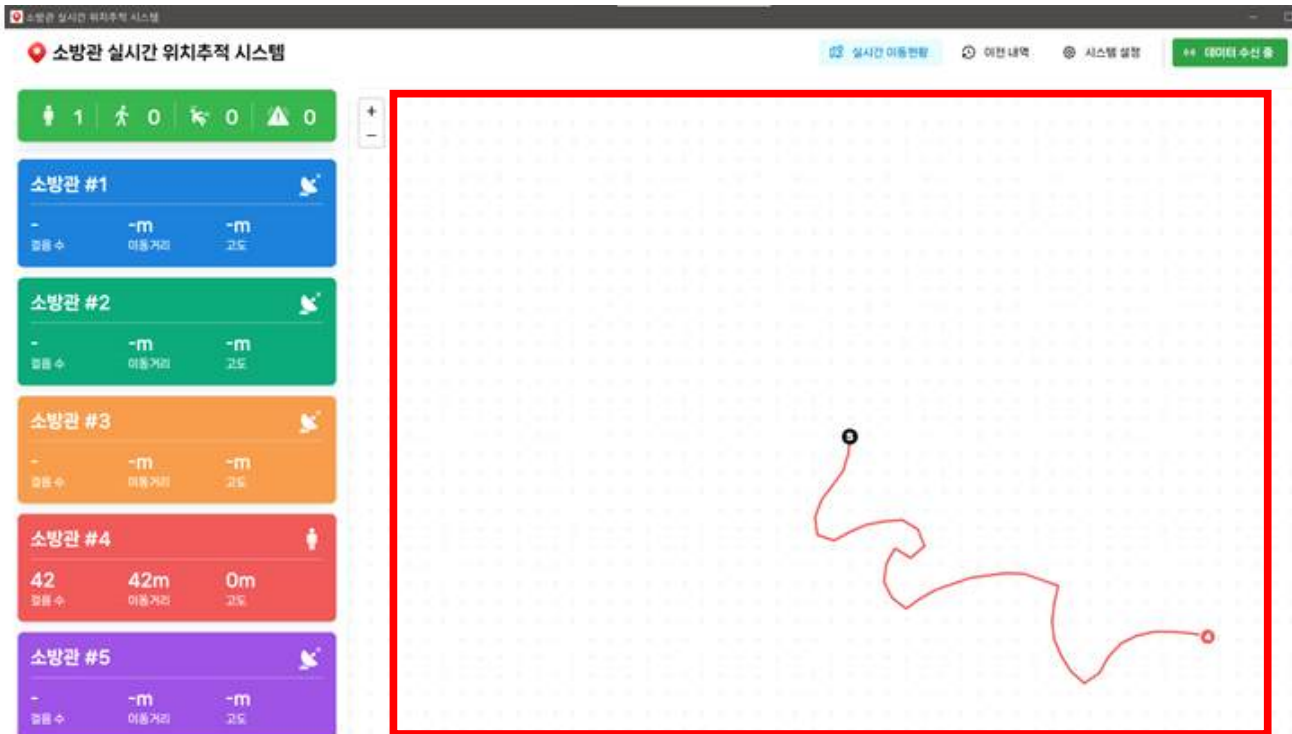 소방관 실시간 위치추적 시스템
소방관 실시간 위치추적 시스템
실시간 이동현황 이전 내역 시스템 설정 데이터 수신 중
1 0 0 0
+
-
소방관 #1
- -m -m
걸음 수 이동거리 고도
소방관 #2
- -m -m
걸음 수 이동거리 고도
소방관 #3
- -m -m
걸음 수 이동거리 고도
소방관 #4
42 42m 0m
걸음 수 이동거리 고도
소방관 #5
- -m -m
걸음 수 이동거리 고도
S
4